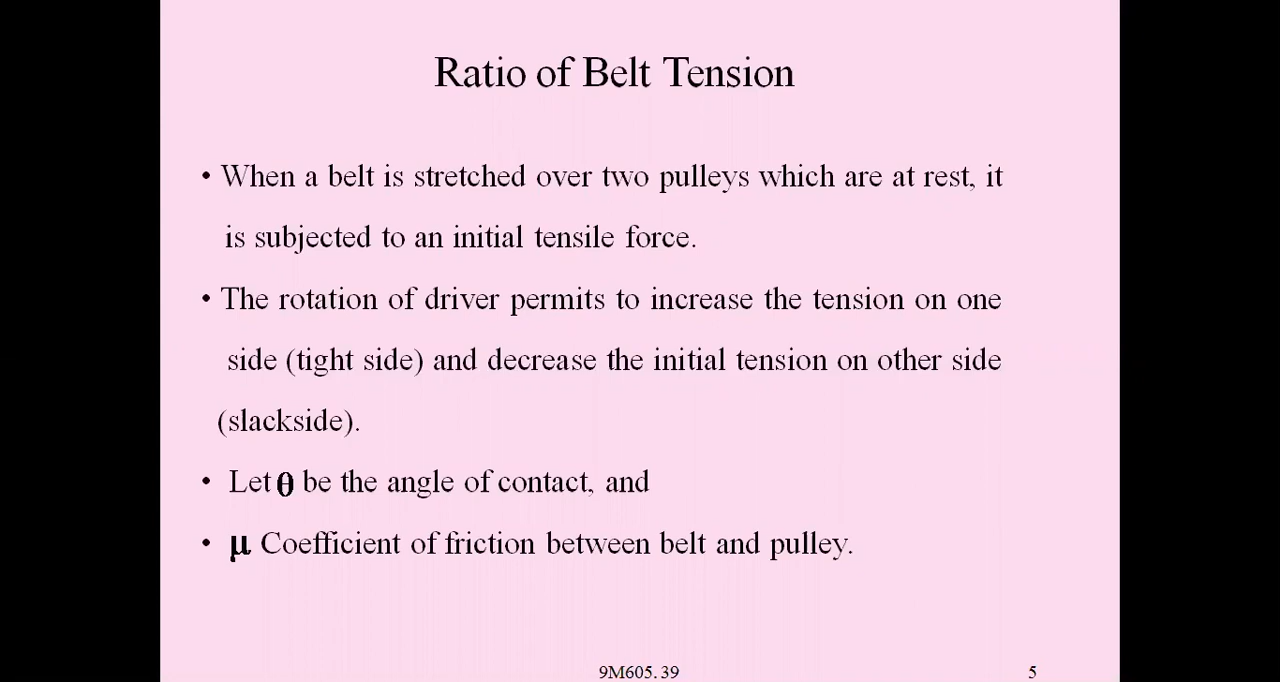 Ratio of Belt Tension
• When a belt is stretched over two pulleys which are at rest, it
is subjected to an initial tensile force.
• The rotation of driver permits to increase the tension on one
side (tight side) and decrease the initial tension on other side
(slackside).
• Let θ be the angle of contact, and
• μ Coefficient of friction between belt and pulley.
9M605.39
5